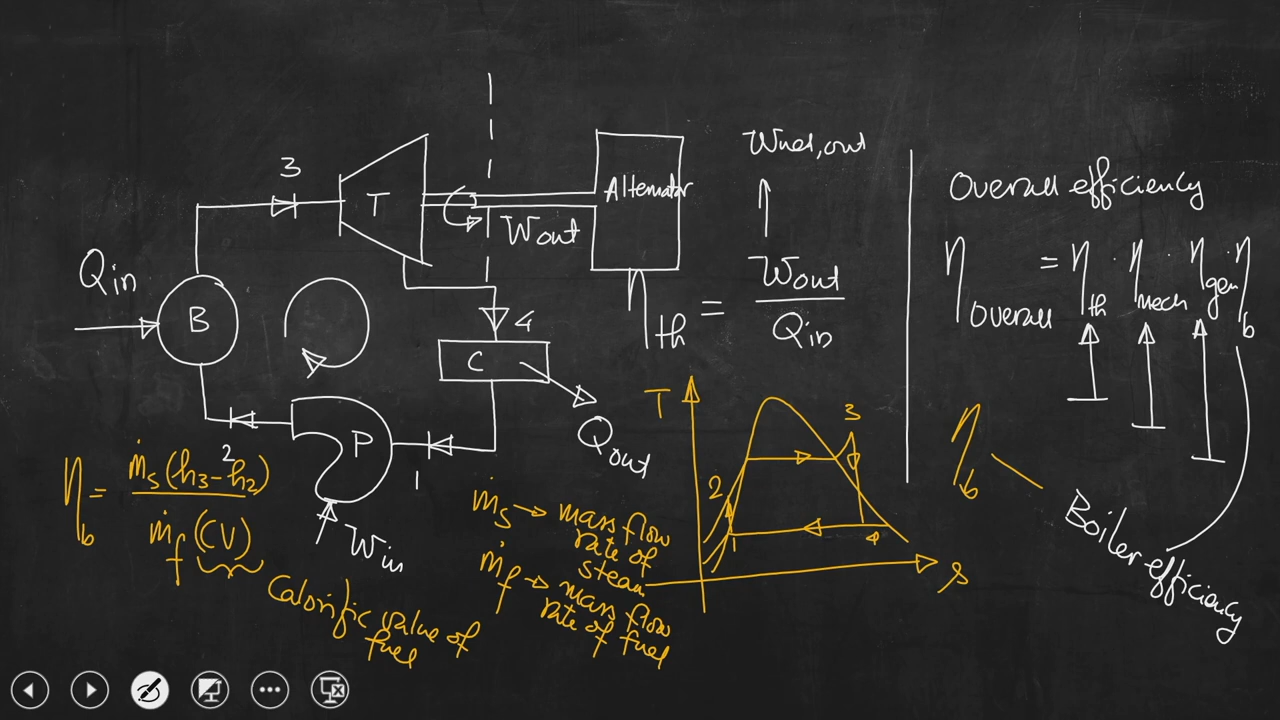 3
T
Alternator
Wout
Qin
B
4
C
Qout
P
2
1
Win
Wnet,out
ηth = Wout / Qin
Overall efficiency
ηoverall = ηth · ηmech · ηgen · ηb
T
3
2
1
4
s
ηb
Boiler efficiency
ηb = ṁs (h3 – h2) / ṁf (CV)
Calorific value of
fuel
ṁs → mass flow
rate of
steam
ṁf → mass flow
rate of fuel